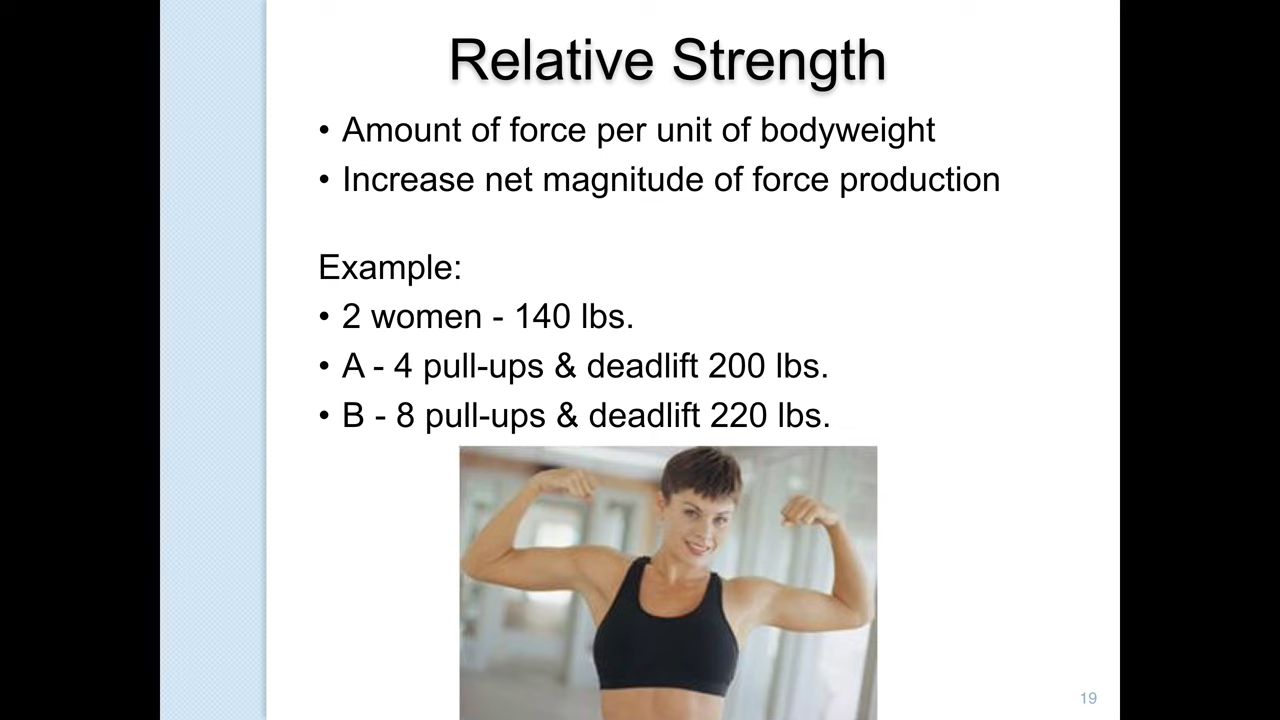 Relative Strength
• Amount of force per unit of bodyweight
• Increase net magnitude of force production
Example:
• 2 women - 140 lbs.
• A - 4 pull-ups & deadlift 200 lbs.
• B - 8 pull-ups & deadlift 220 lbs.
19